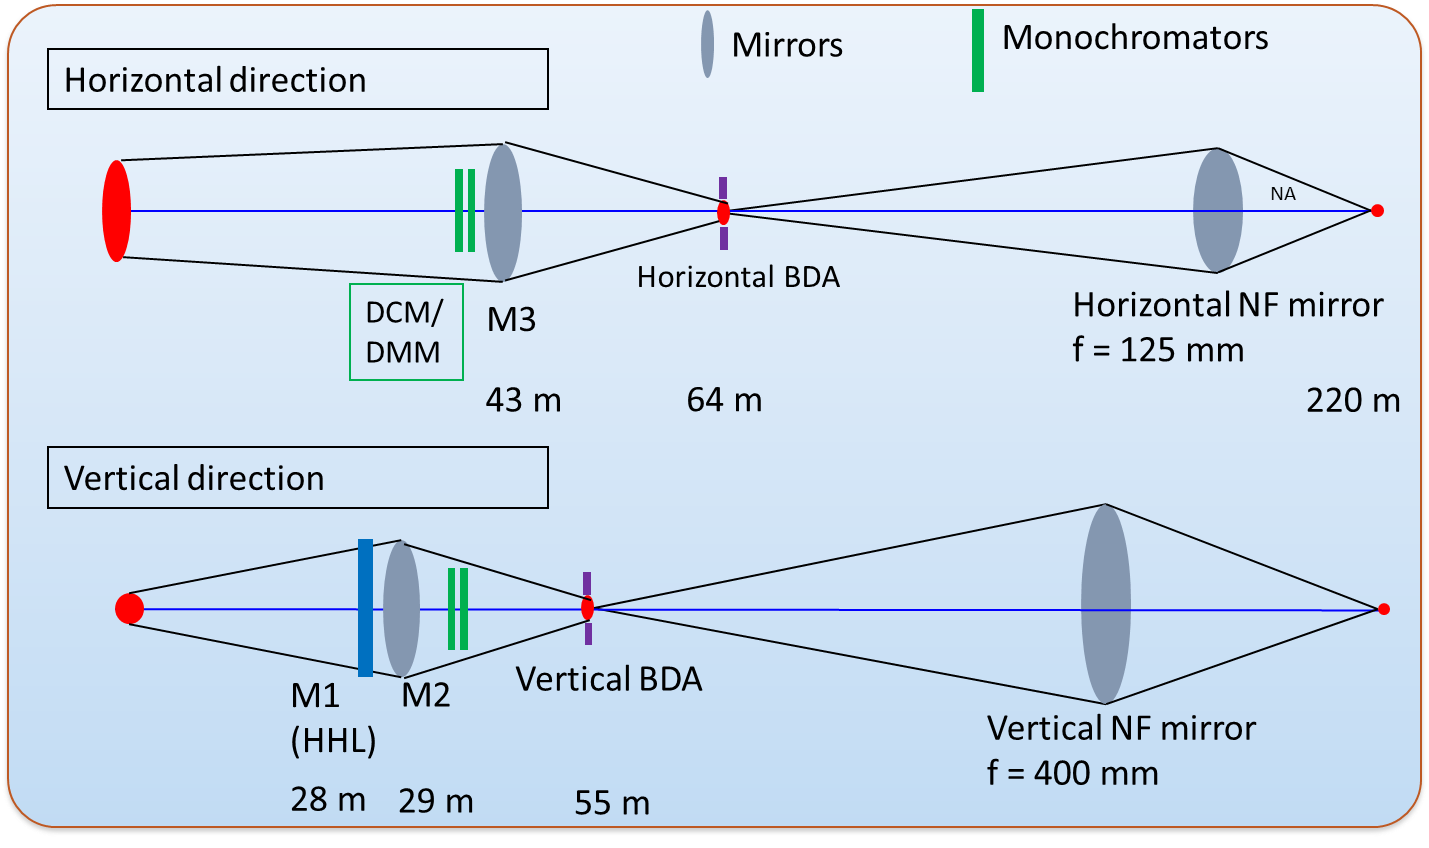 Mirrors
Monochromators
Horizontal direction
NA
Horizontal BDA
DCM/
DMM
M3
Horizontal NF mirror
f = 125 mm
43 m
64 m
220 m
Vertical direction
M1
(HHL)
M2
Vertical BDA
Vertical NF mirror
f = 400 mm
28 m
29 m
55 m